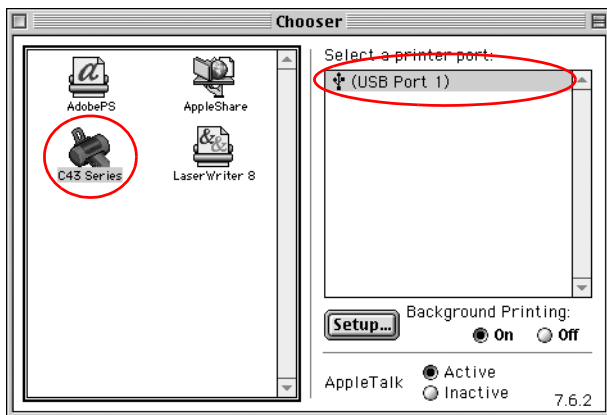 Chooser
AdobePS
AppleShare
C43 Series
LaserWriter 8
Select a printer port:
(USB Port 1)
Setup...
Background Printing:
On Off
AppleTalk
Active
Inactive
7.6.2